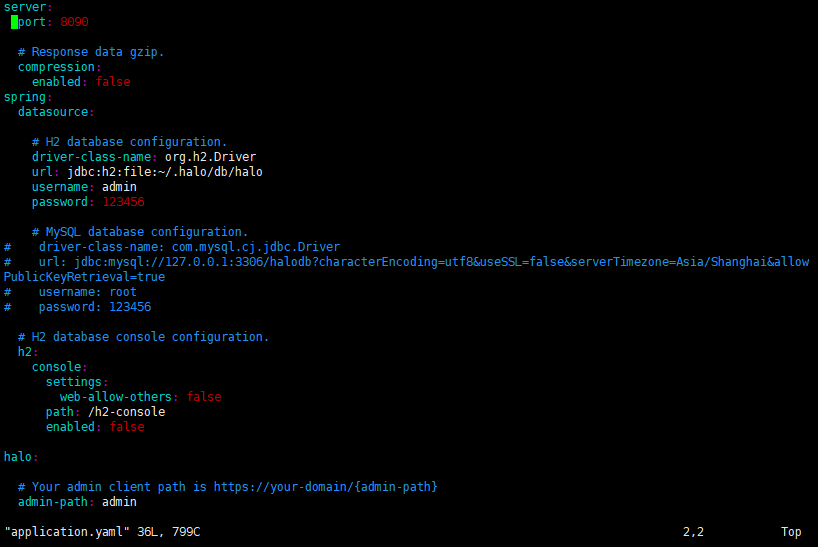 server:
  port: 8090

  # Response data gzip.
  compression:
    enabled: false
spring:
  datasource:

    # H2 database configuration.
    driver-class-name: org.h2.Driver
    url: jdbc:h2:file:~/.halo/db/halo
    username: admin
    password: 123456

    # MySQL database configuration.
#    driver-class-name: com.mysql.cj.jdbc.Driver
#    url: jdbc:mysql://127.0.0.1:3306/halodb?characterEncoding=utf8&useSSL=false&serverTimezone=Asia/Shanghai&allow
PublicKeyRetrieval=true
#    username: root
#    password: 123456

  # H2 database console configuration.
  h2:
    console:
      settings:
        web-allow-others: false
      path: /h2-console
      enabled: false

halo:

  # Your admin client path is https://your-domain/{admin-path}
  admin-path: admin

"application.yaml" 36L, 799C 2,2 Top